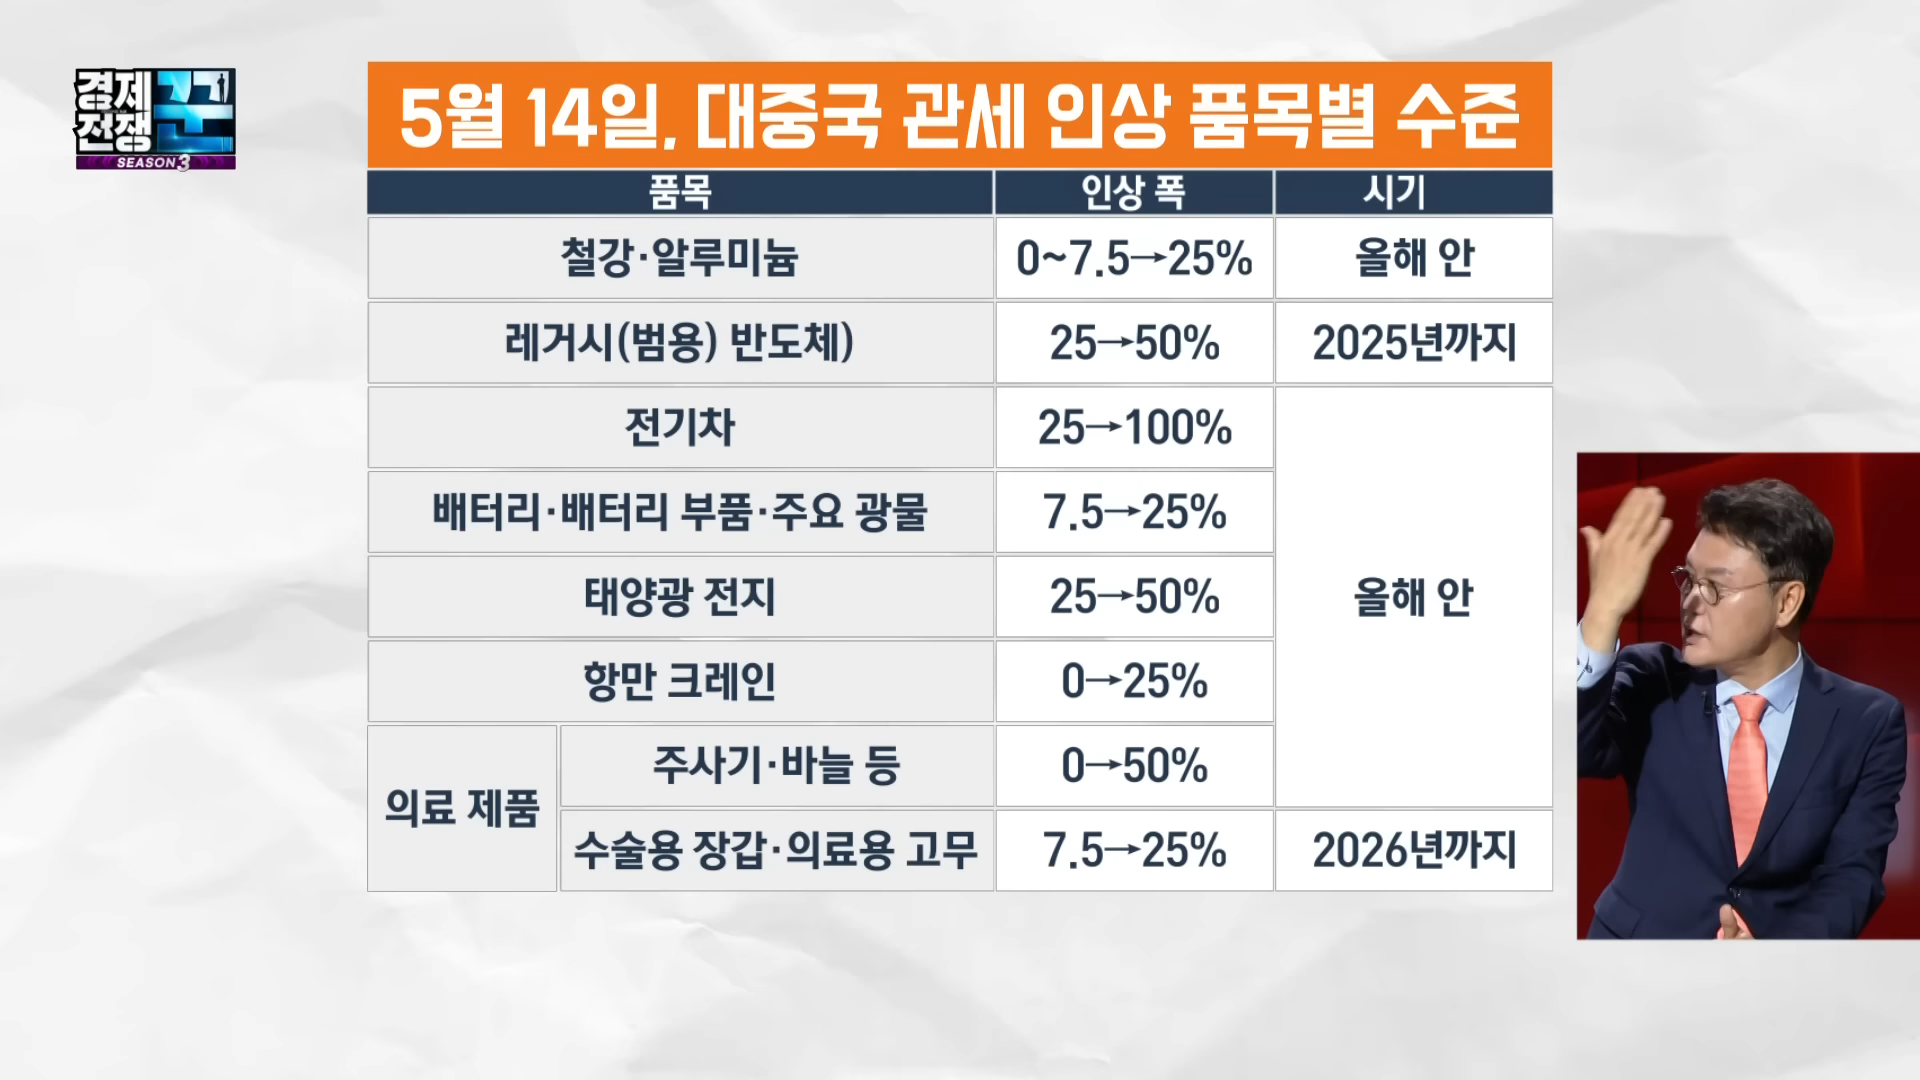 경제
전쟁 꾼
SEASON 3
5월 14일, 대중국 관세 인상 품목별 수준
품목 인상 폭 시기
철강·알루미늄 0~7.5→25% 올해 안
레거시(범용) 반도체) 25→50% 2025년까지
전기차 25→100%
배터리·배터리 부품·주요 광물 7.5→25%
태양광 전지 25→50% 올해 안
항만 크레인 0→25%
의료 제품 주사기·바늘 등 0→50%
수술용 장갑·의료용 고무 7.5→25% 2026년까지